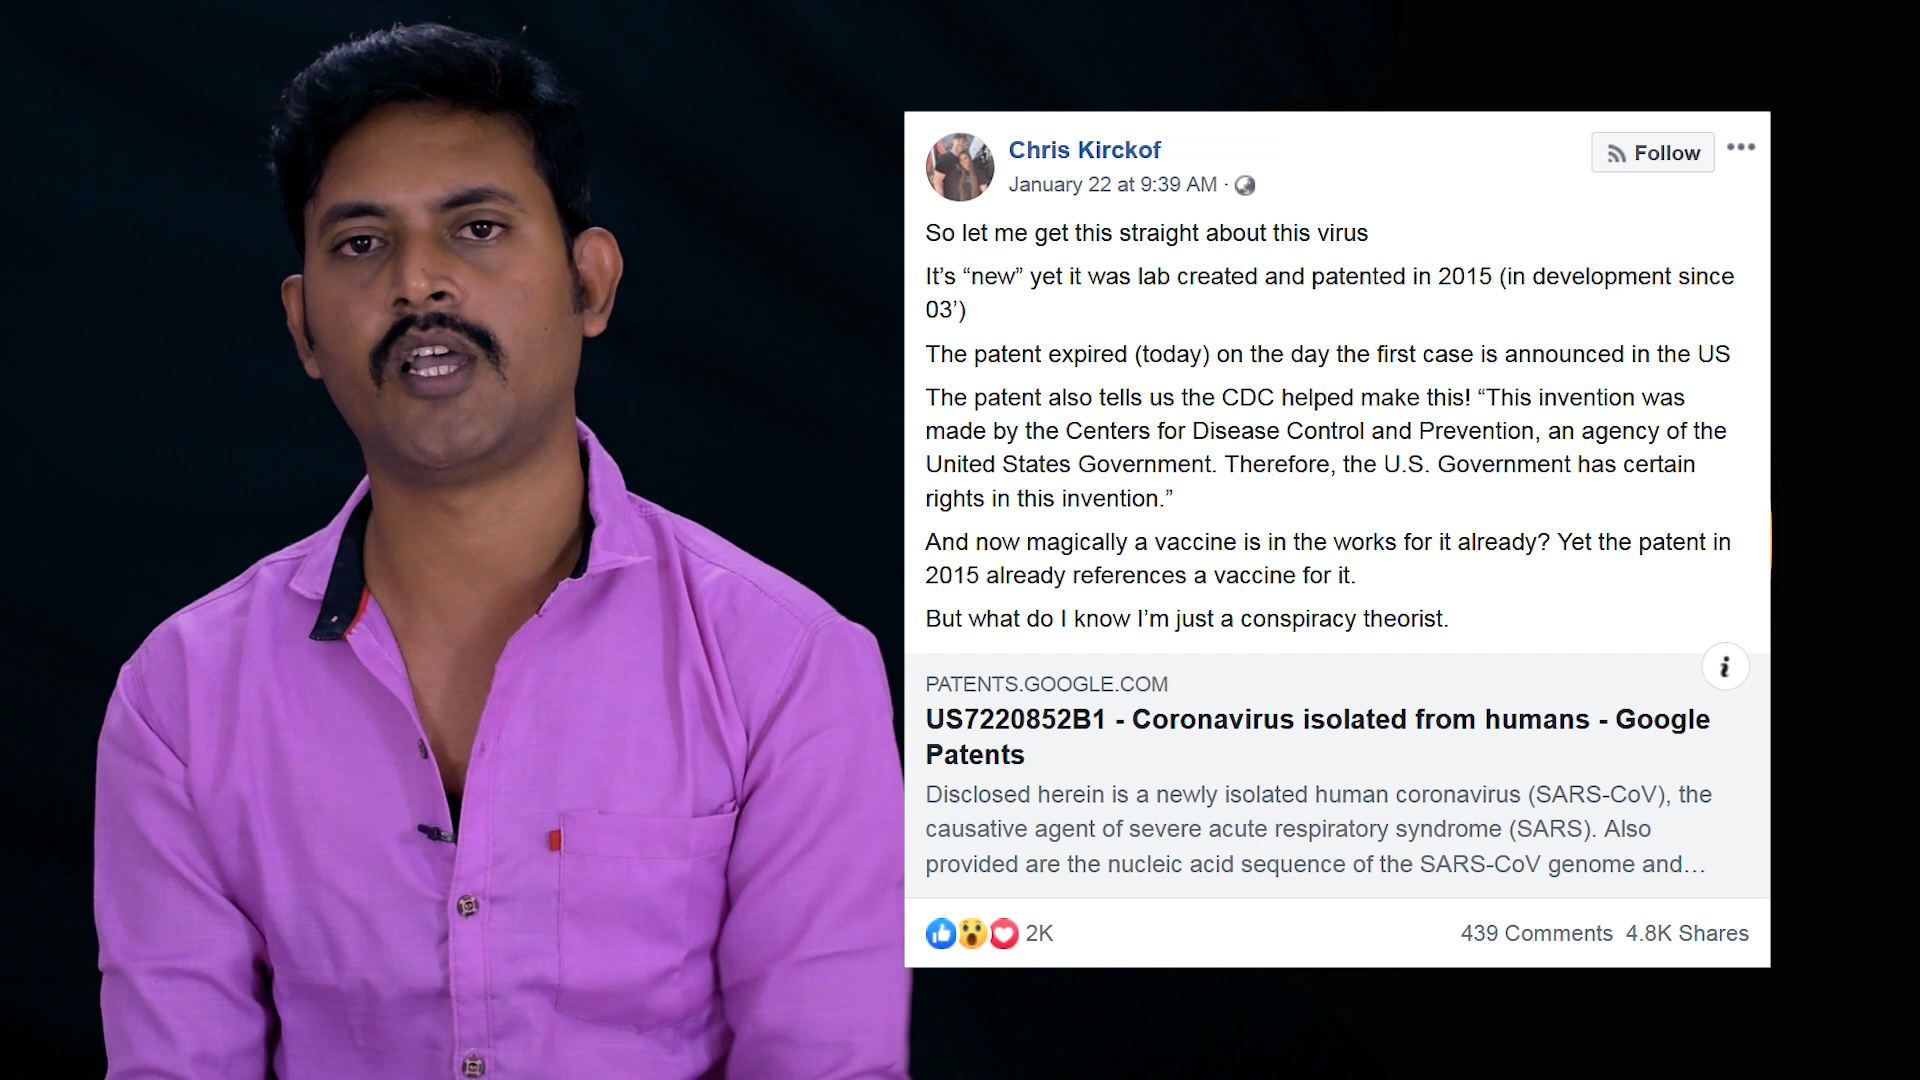 Chris Kirckof
Follow
January 22 at 9:39 AM ·
So let me get this straight about this virus
It’s “new” yet it was lab created and patented in 2015 (in development since
03’)
The patent expired (today) on the day the first case is announced in the US
The patent also tells us the CDC helped make this! “This invention was
made by the Centers for Disease Control and Prevention, an agency of the
United States Government. Therefore, the U.S. Government has certain
rights in this invention.”
And now magically a vaccine is in the works for it already? Yet the patent in
2015 already references a vaccine for it.
But what do I know I’m just a conspiracy theorist.
i
PATENTS.GOOGLE.COM
US7220852B1 - Coronavirus isolated from humans - Google
Patents
Disclosed herein is a newly isolated human coronavirus (SARS-CoV), the
causative agent of severe acute respiratory syndrome (SARS). Also
provided are the nucleic acid sequence of the SARS-CoV genome and…
2K
439 Comments 4.8K Shares